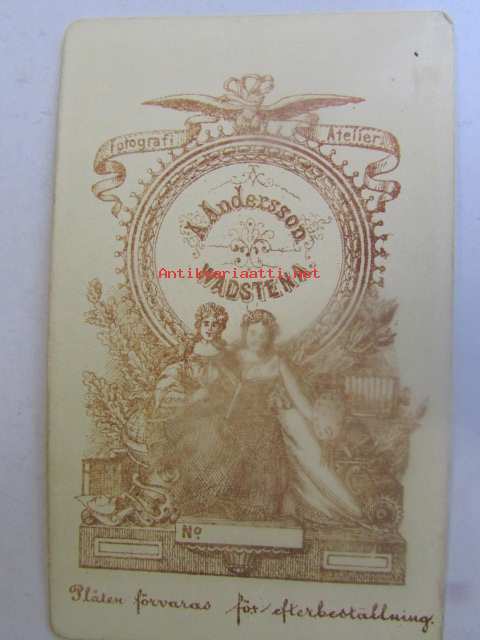 Fotografi Atelier
A. Andersson
WADSTENA.
Antikvariaatti.net
No
Plåten förvaras för efterbeställning.